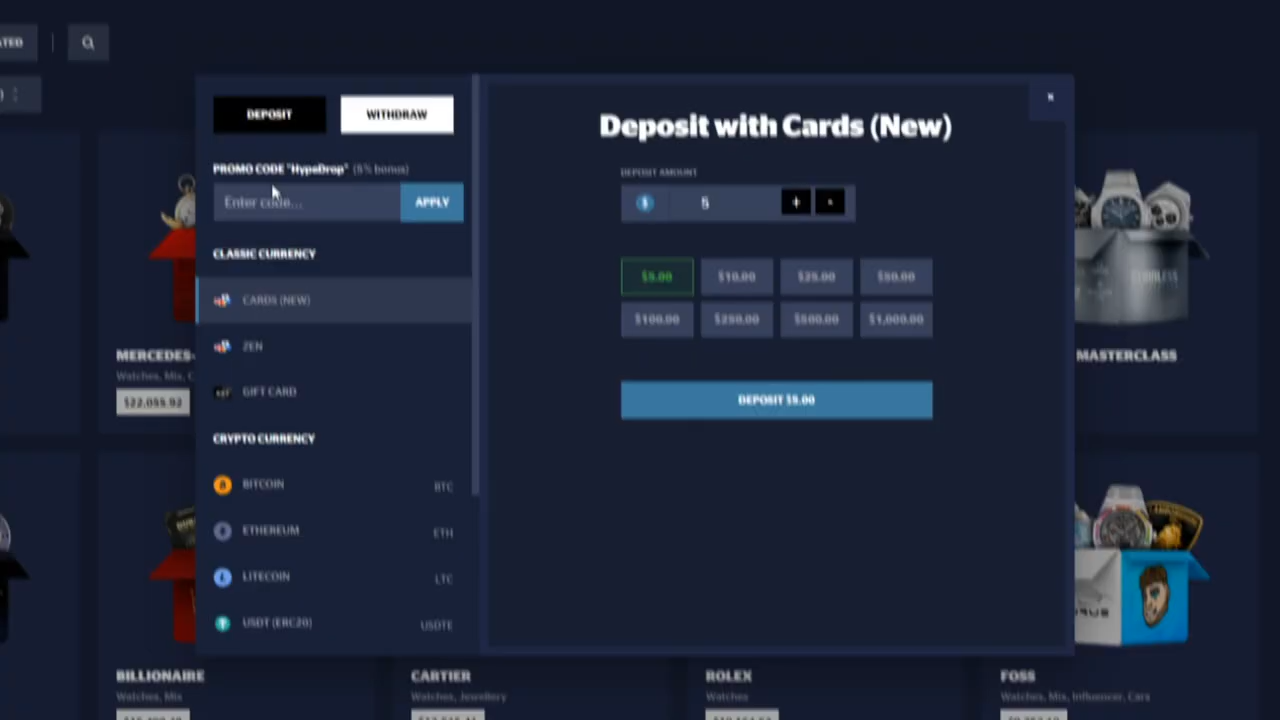 DEPOSIT
WITHDRAW
Deposit with Cards (New)
PROMO CODE "HypeDrop" (5% bonus)
DEPOSIT AMOUNT
Enter code...
APPLY
$
5
CLASSIC CURRENCY
$5.00
$10.00
$25.00
$50.00
CARDS (NEW)
$100.00
$250.00
$500.00
$1,000.00
ZEN
MERCEDES-
MASTERCLASS
Watches, Mix, C
GIFT CARD
DEPOSIT $5.00
CRYPTO CURRENCY
BITCOIN
BTC
ETHEREUM
ETH
LITECOIN
LTC
USDT (ERC20)
USDTE
BILLIONAIRE
CARTIER
ROLEX
FOSS
Watches, Mix
Watches, Jewellery
Watches
Watches, Mix, Influencer, Cars